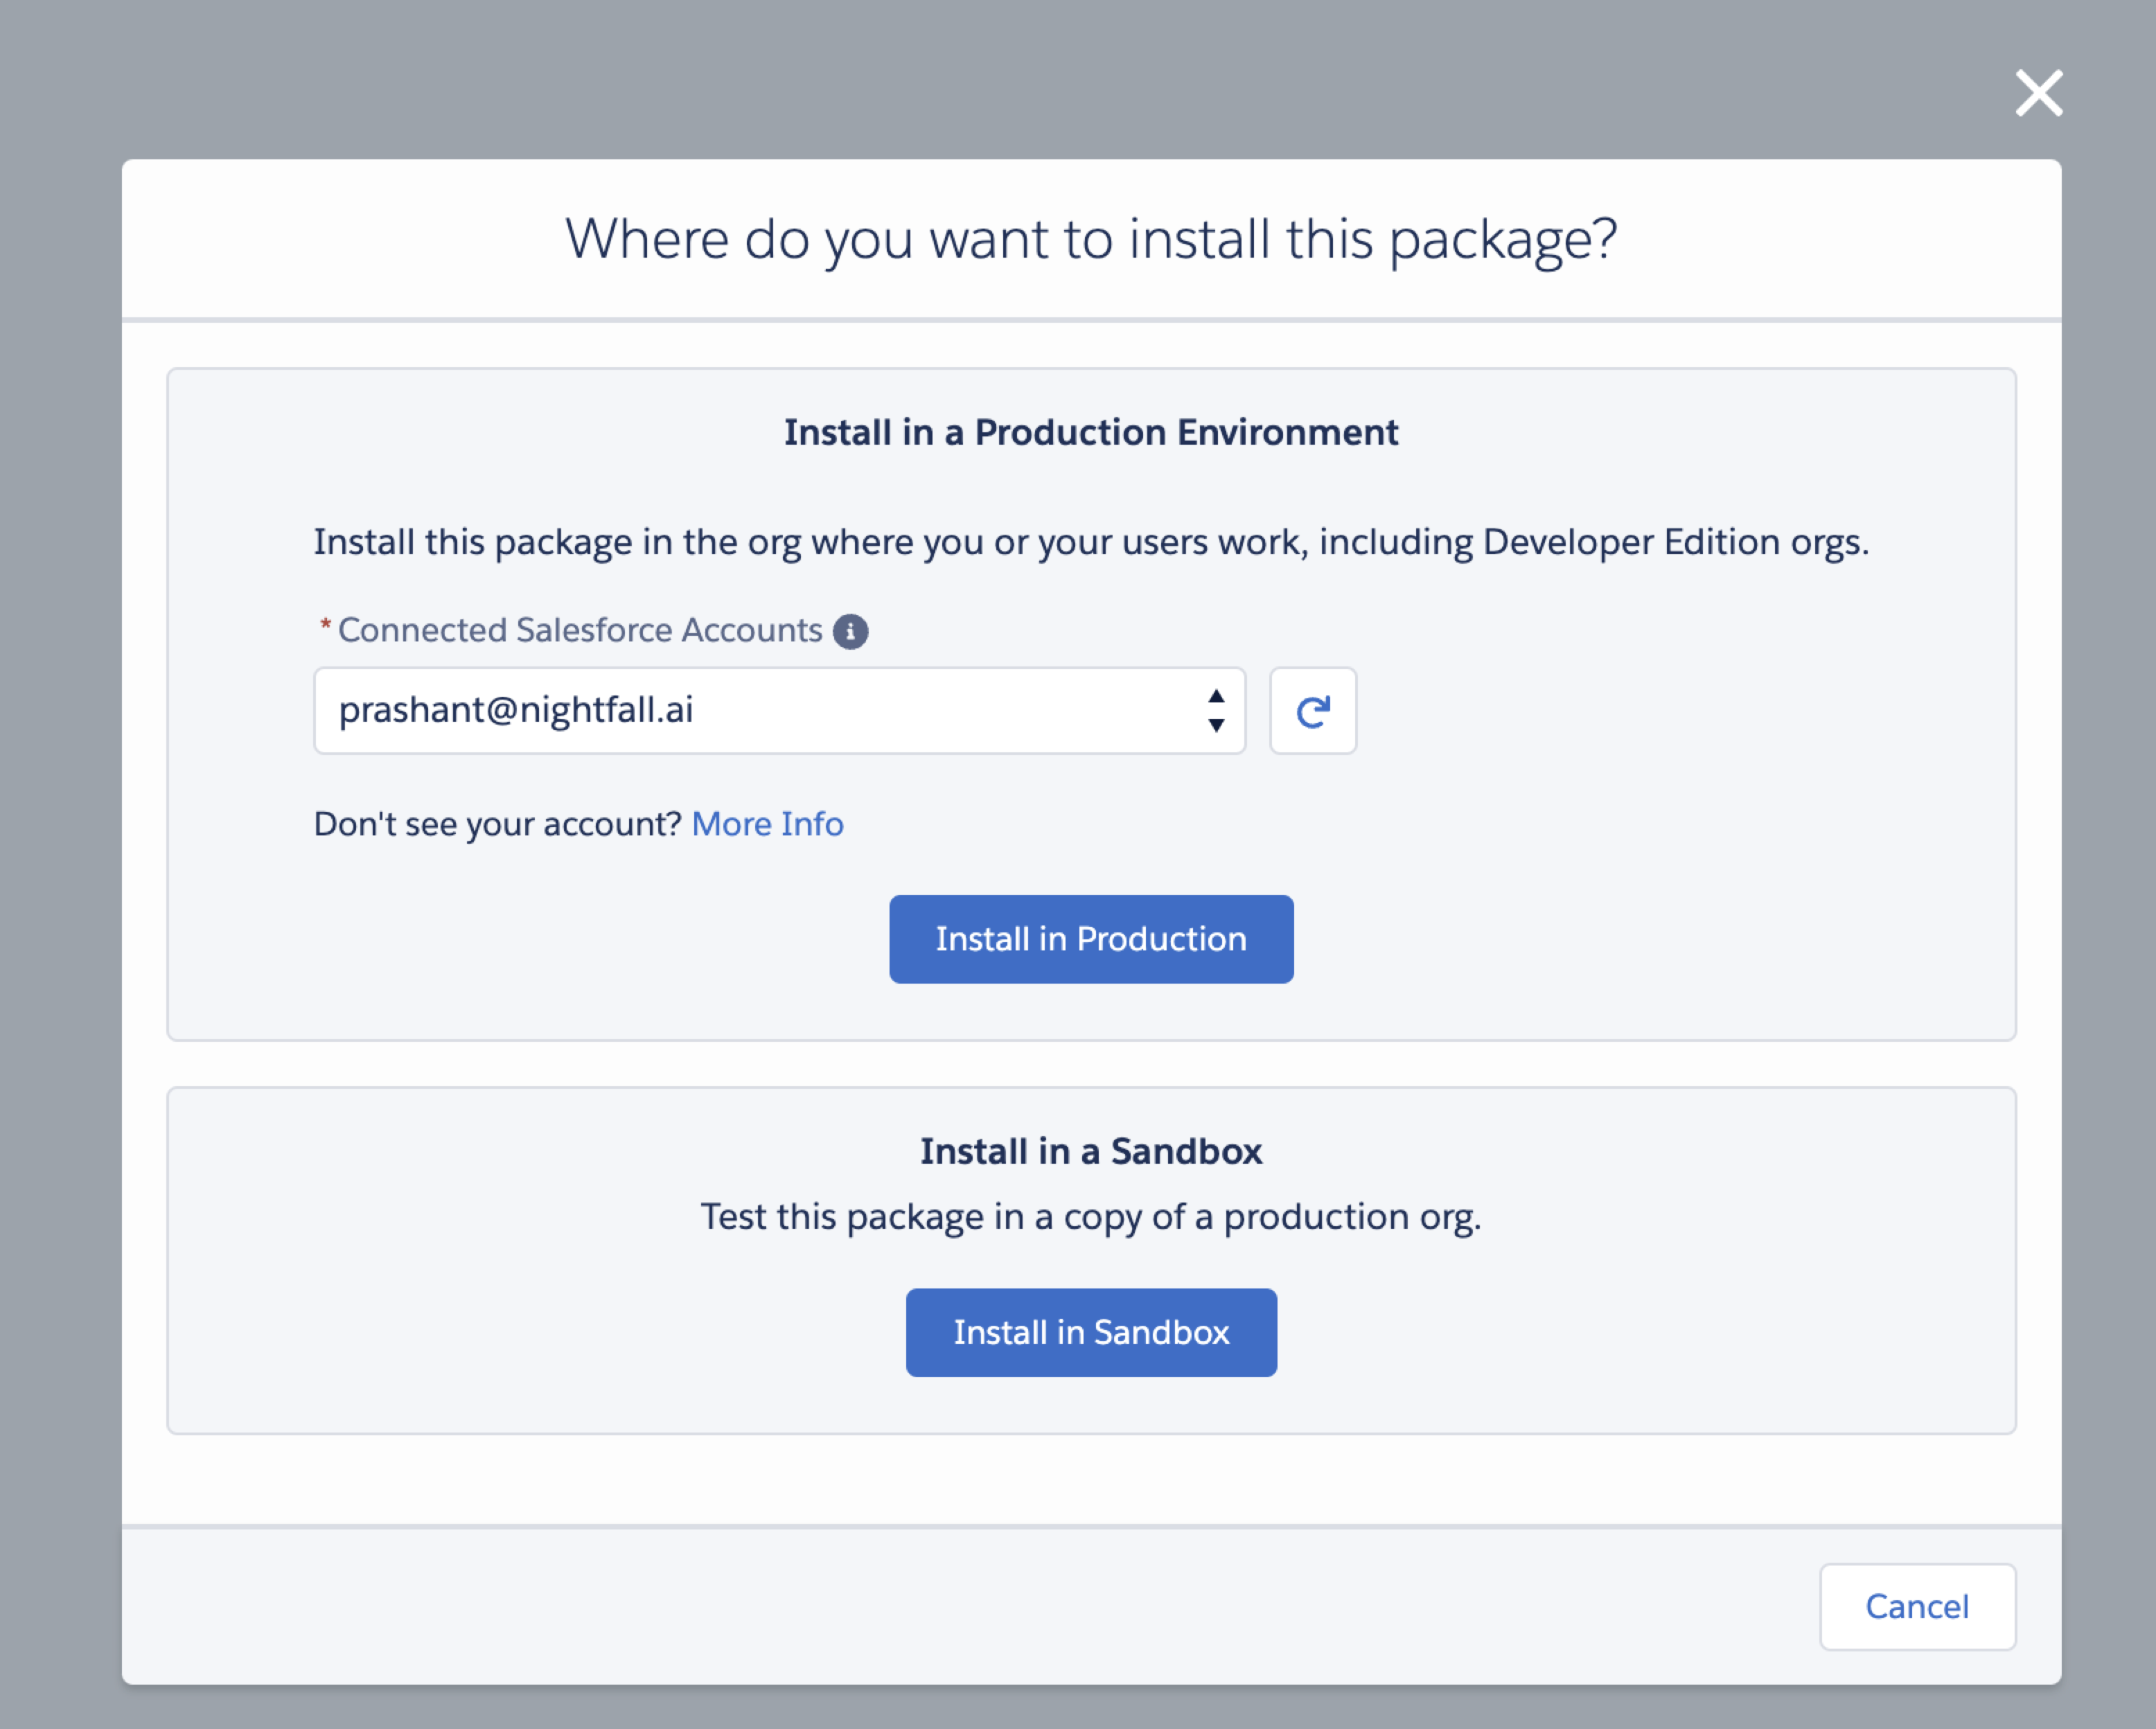 Where do you want to install this package?
Install in a Production Environment
Install this package in the org where you or your users work, including Developer Edition orgs.
* Connected Salesforce Accounts
prashant@nightfall.ai
Don't see your account? More Info
Install in Production
Install in a Sandbox
Test this package in a copy of a production org.
Install in Sandbox
Cancel